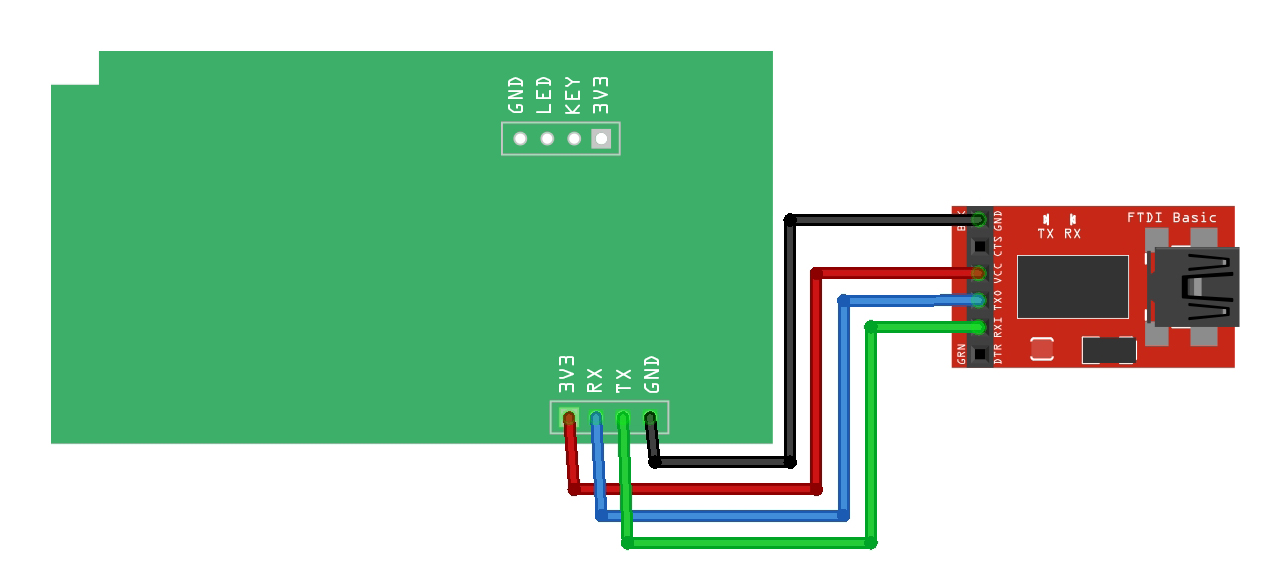 GND
LED
KEY
3V3
3V3
RX
TX
GND
FTDI Basic
TX RX
GND
CTS
VCC
TXO
RXI
DTR
GRN